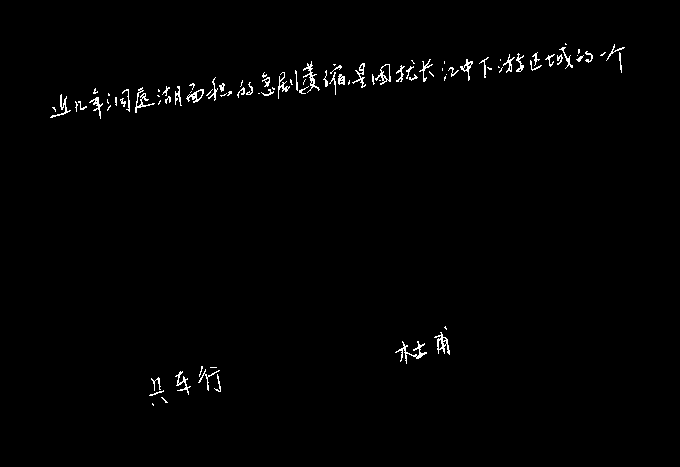 近几年洞庭湖面积的急剧萎缩,是困扰长江中下游区域的一个
兵车行
杜甫